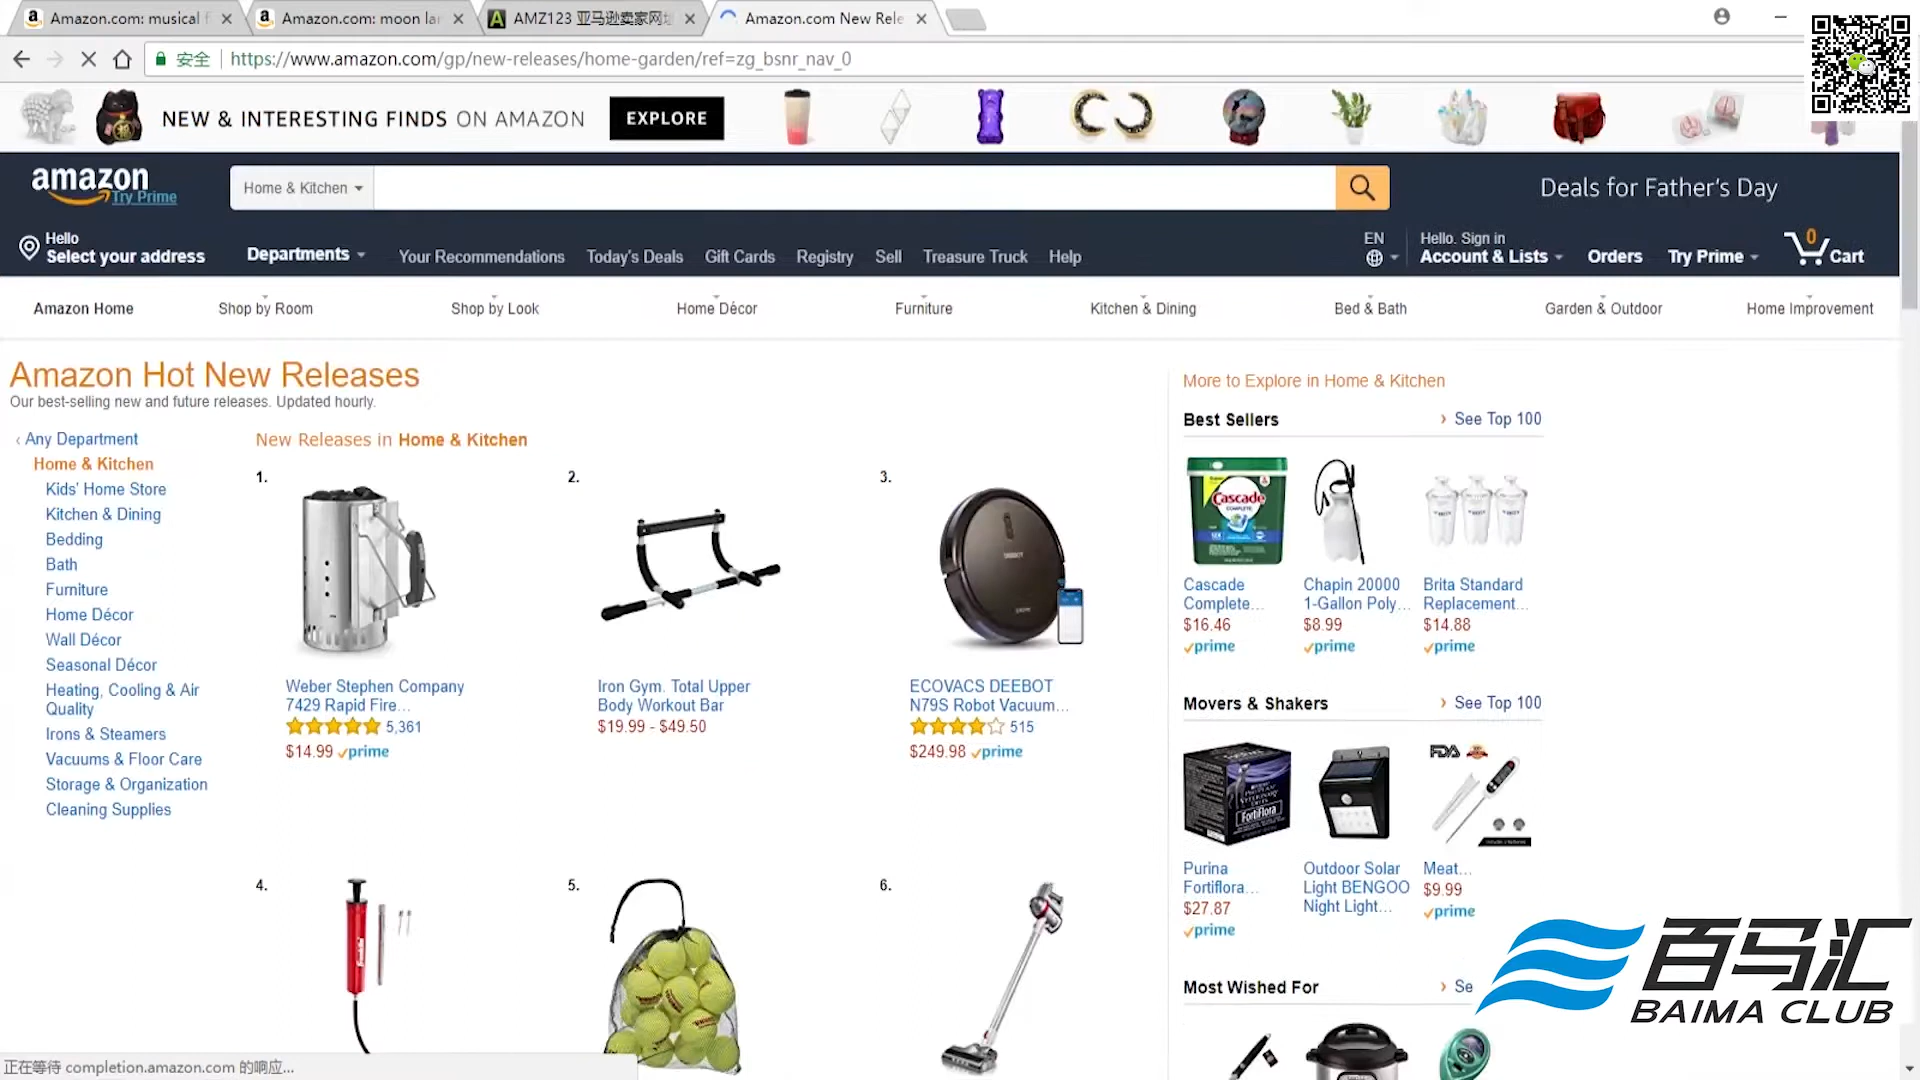 Amazon.com: musical f
Amazon.com: moon la
AMZ123 亚马逊卖家网
Amazon.com New Rele
安全
https://www.amazon.com/gp/new-releases/home-garden/ref=zg_bsnr_nav_0
NEW & INTERESTING FINDS ON AMAZON
EXPLORE
amazon
Try Prime
Home & Kitchen
Deals for Father's Day
Hello
Select your address
Departments
Your Recommendations
Today's Deals
Gift Cards
Registry
Sell
Treasure Truck
Help
EN
Hello. Sign in
Account & Lists
Orders
Try Prime
0
Cart
Amazon Home
Shop by Room
Shop by Look
Home Décor
Furniture
Kitchen & Dining
Bed & Bath
Garden & Outdoor
Home Improvement
Amazon Hot New Releases
Our best-selling new and future releases. Updated hourly.
‹ Any Department
Home & Kitchen
Kids' Home Store
Kitchen & Dining
Bedding
Bath
Furniture
Home Décor
Wall Décor
Seasonal Décor
Heating, Cooling & Air
Quality
Irons & Steamers
Vacuums & Floor Care
Storage & Organization
Cleaning Supplies
New Releases in Home & Kitchen
1.
Weber Stephen Company
7429 Rapid Fire...
5,361
$14.99 prime
2.
Iron Gym. Total Upper
Body Workout Bar
$19.99 - $49.50
3.
ECOVACS DEEBOT
N79S Robot Vacuum...
515
$249.98 prime
4.
5.
6.
More to Explore in Home & Kitchen
Best Sellers
› See Top 100
Cascade
COMPLETE
Cascade
Complete...
$16.46
prime
Chapin 20000
1-Gallon Poly...
$8.99
prime
Brita Standard
Replacement...
$14.88
prime
Movers & Shakers
› See Top 100
FortiFlora
Purina
Fortiflora...
$27.87
prime
Outdoor Solar
Light BENGOO
Night Light...
FDA
Meat...
$9.99
prime
Most Wished For
› Se
百马汇
BAIMA CLUB
正在等待 completion.amazon.com 的响应...